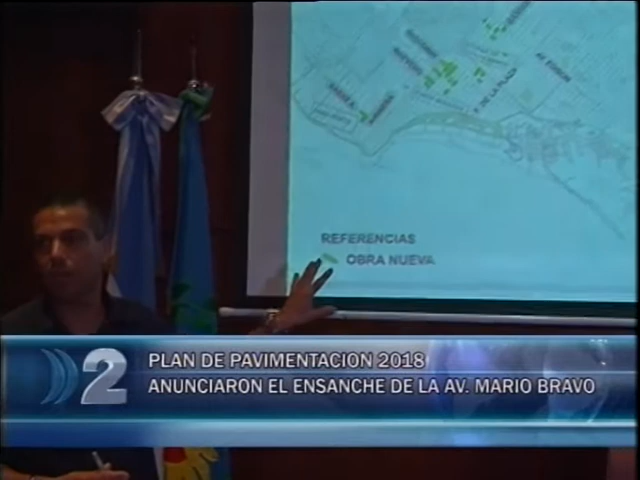 REFERENCIAS
OBRA NUEVA
2
PLAN DE PAVIMENTACION 2018
ANUNCIARON EL ENSANCHE DE LA AV. MARIO BRAVO